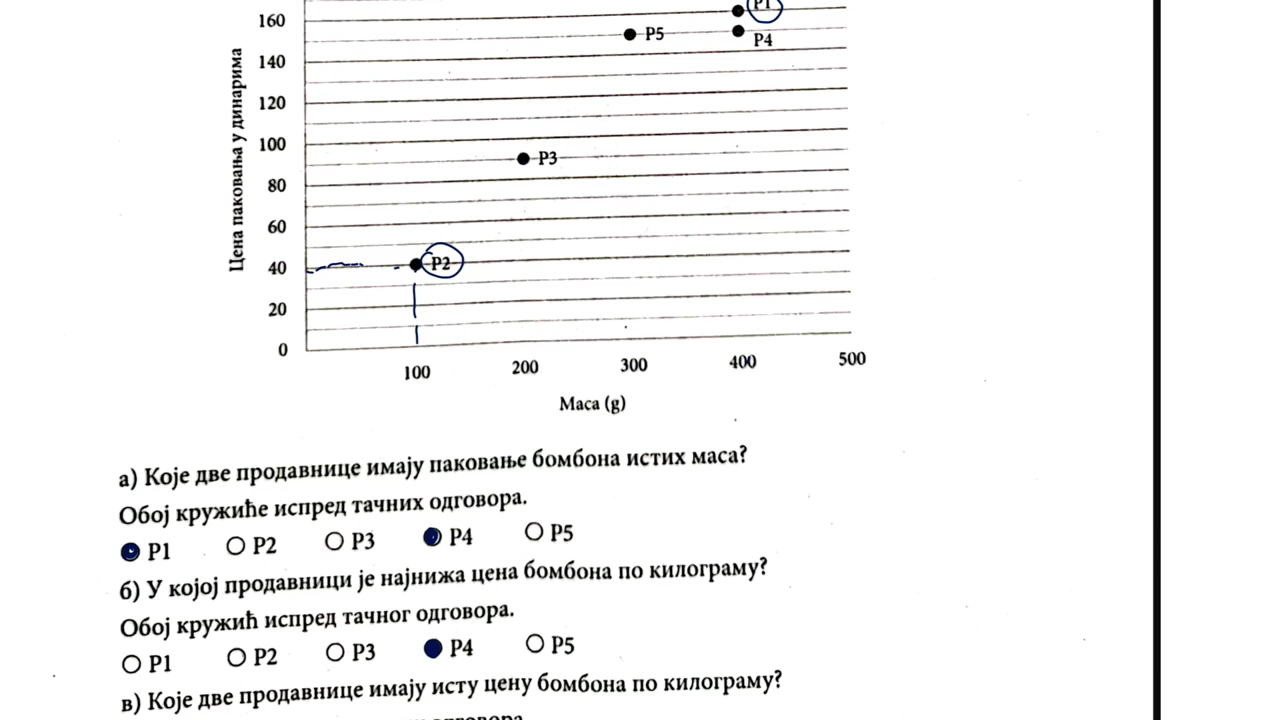 160
P1
P5
P4
140
120
100
P3
80
60
P2
40
20
0
100 200 300 400 500
Цена паковања у динарима
Маса (g)
а) Које две продавнице имају паковање бомбона истих маса?
Обој кружиће испред тачних одговора.
P1 P2 P3 P4 P5
б) У којој продавници је најнижа цена бомбона по килограму?
Обој кружић испред тачног одговора.
P1 P2 P3 P4 P5
в) Које две продавнице имају исту цену бомбона по килограму?